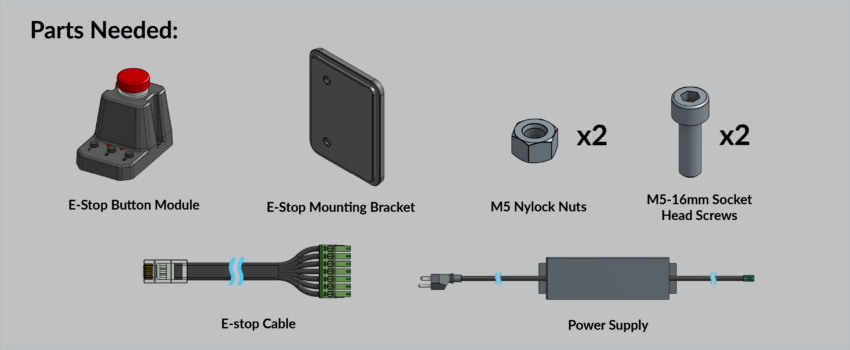 Parts Needed:
x2
x2
E-Stop Button Module
E-Stop Mounting Bracket
M5 Nylock Nuts
M5-16mm Socket
Head Screws
E-stop Cable
Power Supply